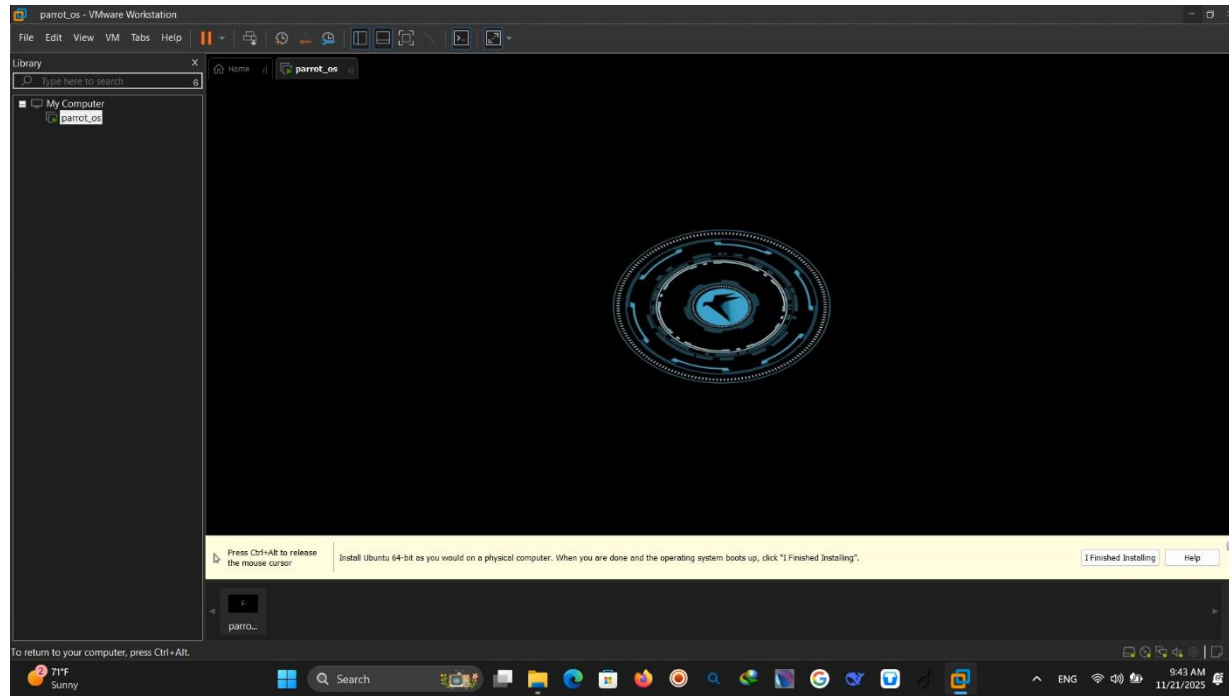 parrot_os - VMware Workstation
File Edit View VM Tabs Help
Library X
Type here to search
My Computer
parrot_os
Home
parrot_os
Press Ctrl+Alt to release
the mouse cursor
Install Ubuntu 64-bit as you would on a physical computer. When you are done and the operating system boots up, click "I Finished Installing".
I Finished Installing
Help
parro...
To return to your computer, press Ctrl+Alt.
2
71°F
Sunny
Search
ENG
9:43 AM
11/21/2025